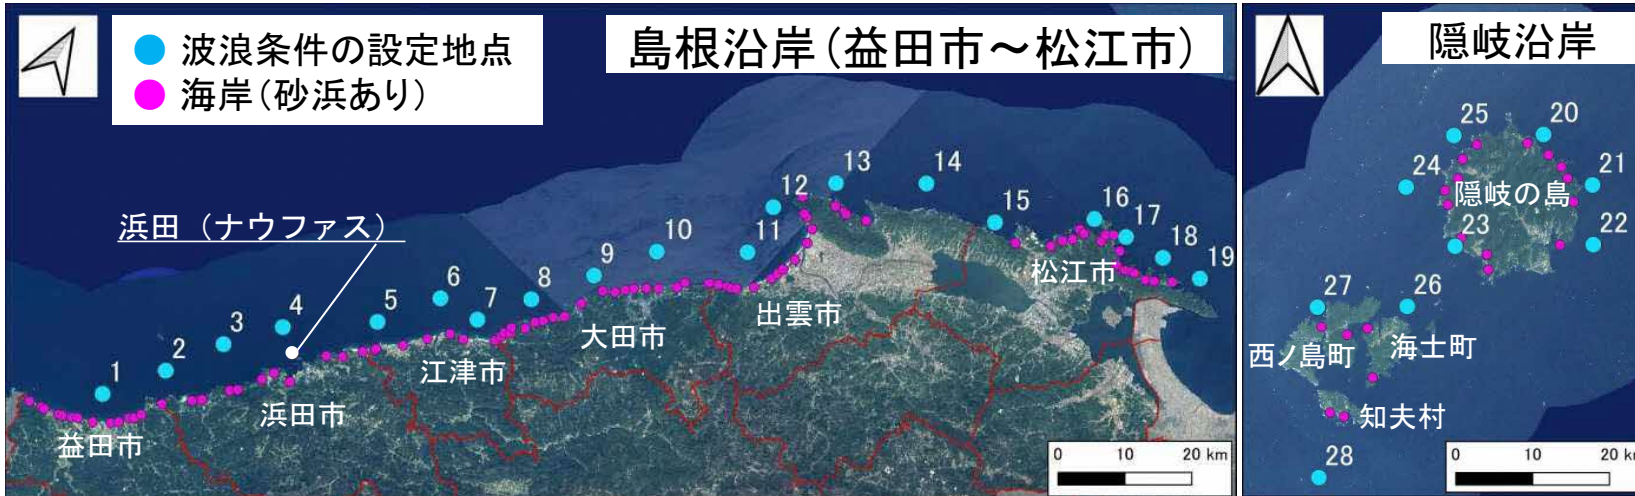 島根沿岸（益田市～松江市）
波浪条件の設定地点
海岸（砂浜あり）
浜田（ナウファス）
1
2
3
4
5
6
7
8
9
10
11
12
13
14
15
16
17
18
19
益田市
浜田市
江津市
大田市
出雲市
松江市
0 10 20 km
隠岐沿岸
25
20
24
21
隠岐の島
23
22
27
26
西ノ島町
海士町
知夫村
28
0 10 20 km